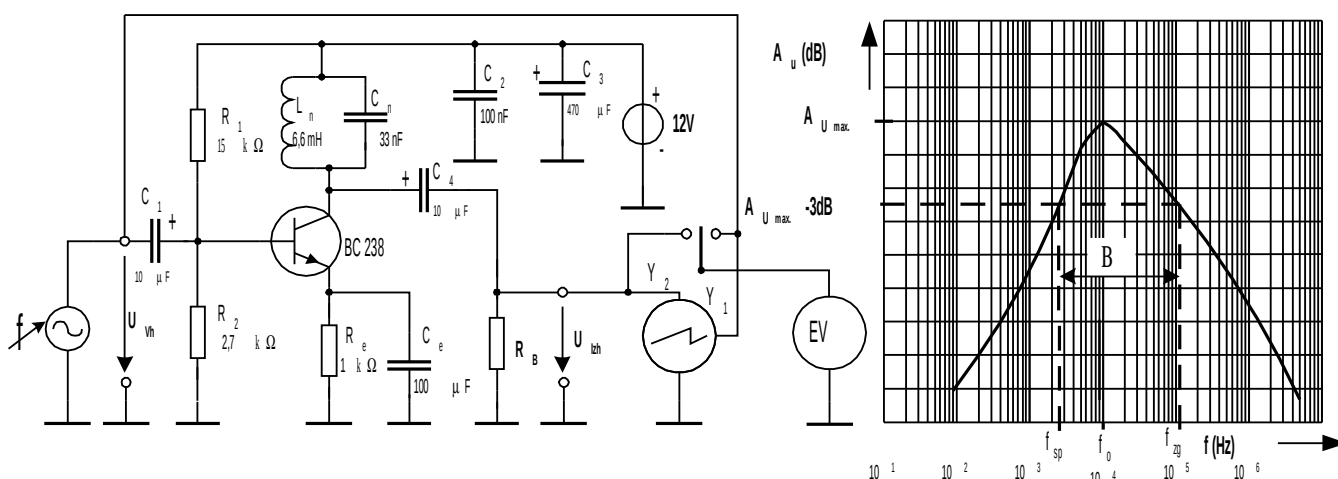 R 1
15 k Ω
L n
6,6 mH
C n
33 nF
C 2
100 nF
+ C 3
470 μ F
+
12V
-
C 1
+
10 μ F
+ C 4
10 μ F
BC 238
f
U Vh
R 2
2,7 k Ω
R e
1 k Ω
C e
100 μ F
R B
U Izh
Y 2
Y 1
EV
A u (dB)
A U max.
A U max. -3dB
B
f sp
f o
f zg
f (Hz)
10 1
10 2
10 3
10 4
10 5
10 6